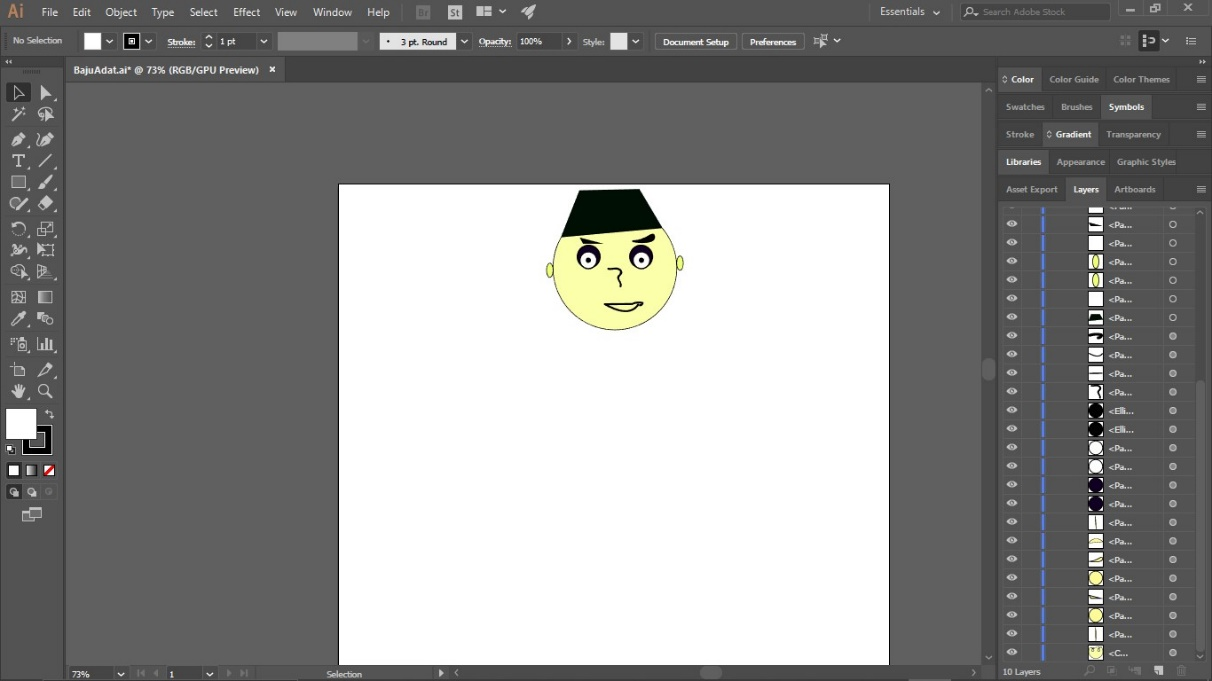 Ai File Edit Object Type Select Effect View Window Help Br St Essentials Search Adobe Stock
No Selection Stroke: 1 pt 3 pt. Round Opacity: 100% Style: Document Setup Preferences
BajuAdat.ai* @ 73% (RGB/GPU Preview) ×
Color Color Guide Color Themes
Swatches Brushes Symbols
Stroke Gradient Transparency
Libraries Appearance Graphic Styles
Asset Export Layers Artboards
<Pa...
<Pa...
<Pa...
<Pa...
<Pa...
<Pa...
<Pa...
<Pa...
<Pa...
<Pa...
<Elli...
<Elli...
<Pa...
<Pa...
<Pa...
<Pa...
<Pa...
<Pa...
<Pa...
<Pa...
<Pa...
<Pa...
<Pa...
<C...
73% 1 Selection 10 Layers